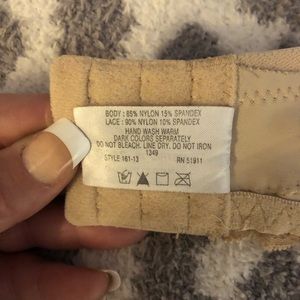 BODY : 85% NYLON 15% SPANDEX
LACE : 90% NYLON 10% SPANDEX
HAND WASH WARM
DARK COLORS SEPARATELY
DO NOT BLEACH. LINE DRY. DO NOT IRON
1249
STYLE 161-13 RN 51911